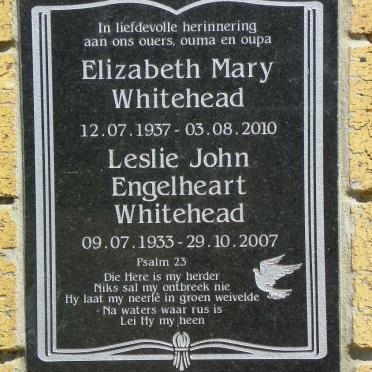 In liefdevolle herinnering
aan ons ouers, ouma en oupa
Elizabeth Mary
Whitehead
12.07.1937 - 03.08.2010
Leslie John
Engelheart
Whitehead
09.07.1933 - 29.10.2007
Psalm 23
Die Here is my herder
Niks sal my ontbreek nie
Hy laat my neerlê in groen weivelde
Na waters waar rus is
Lei Hy my heen